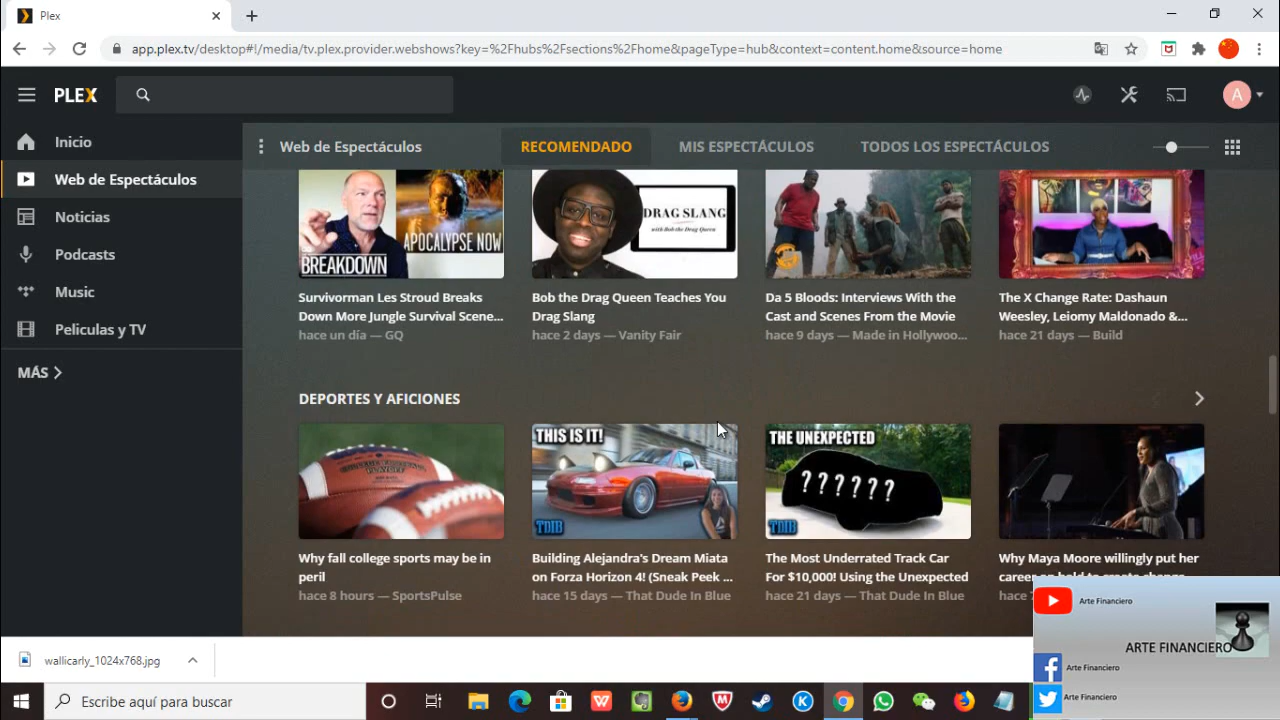 Plex
app.plex.tv/desktop#!/media/tv.plex.provider.webshows?key=%2Fhubs%2Fsections%2Fhome&pageType=hub&context=content.home&source=home
PLEX
A
Inicio
Web de Espectáculos
Noticias
Podcasts
Music
Peliculas y TV
MÁS
Web de Espectáculos
RECOMENDADO
MIS ESPECTÁCULOS
TODOS LOS ESPECTÁCULOS
APOCALYPSE NOW
BREAKDOWN
DRAG SLANG
with Bob the Drag Queen
Survivorman Les Stroud Breaks
Down More Jungle Survival Scene...
hace un día — GQ
Bob the Drag Queen Teaches You
Drag Slang
hace 2 days — Vanity Fair
Da 5 Bloods: Interviews With the
Cast and Scenes From the Movie
hace 9 days — Made in Hollywoo...
The X Change Rate: Dashaun
Weesley, Leiomy Maldonado &...
hace 21 days — Build
DEPORTES Y AFICIONES
THIS IS IT!
TDIB
THE UNEXPECTED
??????
TDIB
Why fall college sports may be in
peril
hace 8 hours — SportsPulse
Building Alejandra's Dream Miata
on Forza Horizon 4! (Sneak Peek ...
hace 15 days — That Dude In Blue
The Most Underrated Track Car
For $10,000! Using the Unexpected
hace 21 days — That Dude In Blue
Why Maya Moore willingly put her
hace
Arte Financiero
ARTE FINANCIERO
Arte Financiero
Arte Financiero
wallicarly_1024x768.jpg
Escribe aquí para buscar